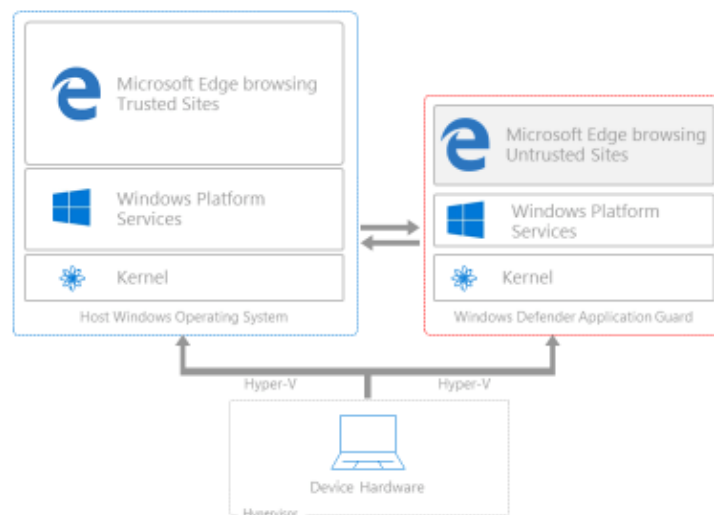 Microsoft Edge browsing
Trusted Sites
Windows Platform
Services
Kernel
Host Windows Operating System
Microsoft Edge browsing
Untrusted Sites
Windows Platform
Services
Kernel
Windows Defender Application Guard
Hyper-V
Hyper-V
Device Hardware
Hypervisor